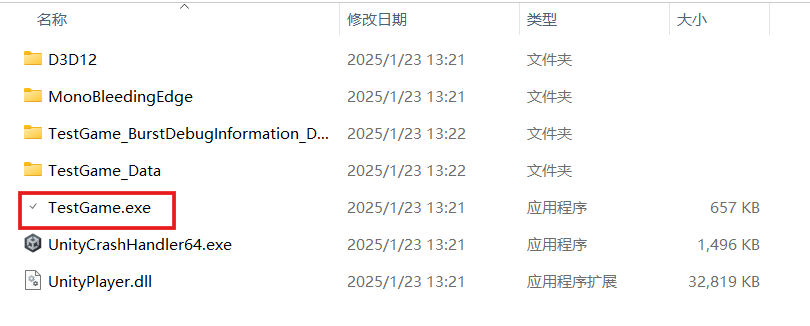 名称 修改日期 类型 大小
D3D12 2025/1/23 13:21 文件夹
MonoBleedingEdge 2025/1/23 13:21 文件夹
TestGame_BurstDebugInformation_D... 2025/1/23 13:22 文件夹
TestGame_Data 2025/1/23 13:22 文件夹
TestGame.exe 2025/1/23 13:21 应用程序 657 KB
UnityCrashHandler64.exe 2025/1/23 13:21 应用程序 1,496 KB
UnityPlayer.dll 2025/1/23 13:21 应用程序扩展 32,819 KB